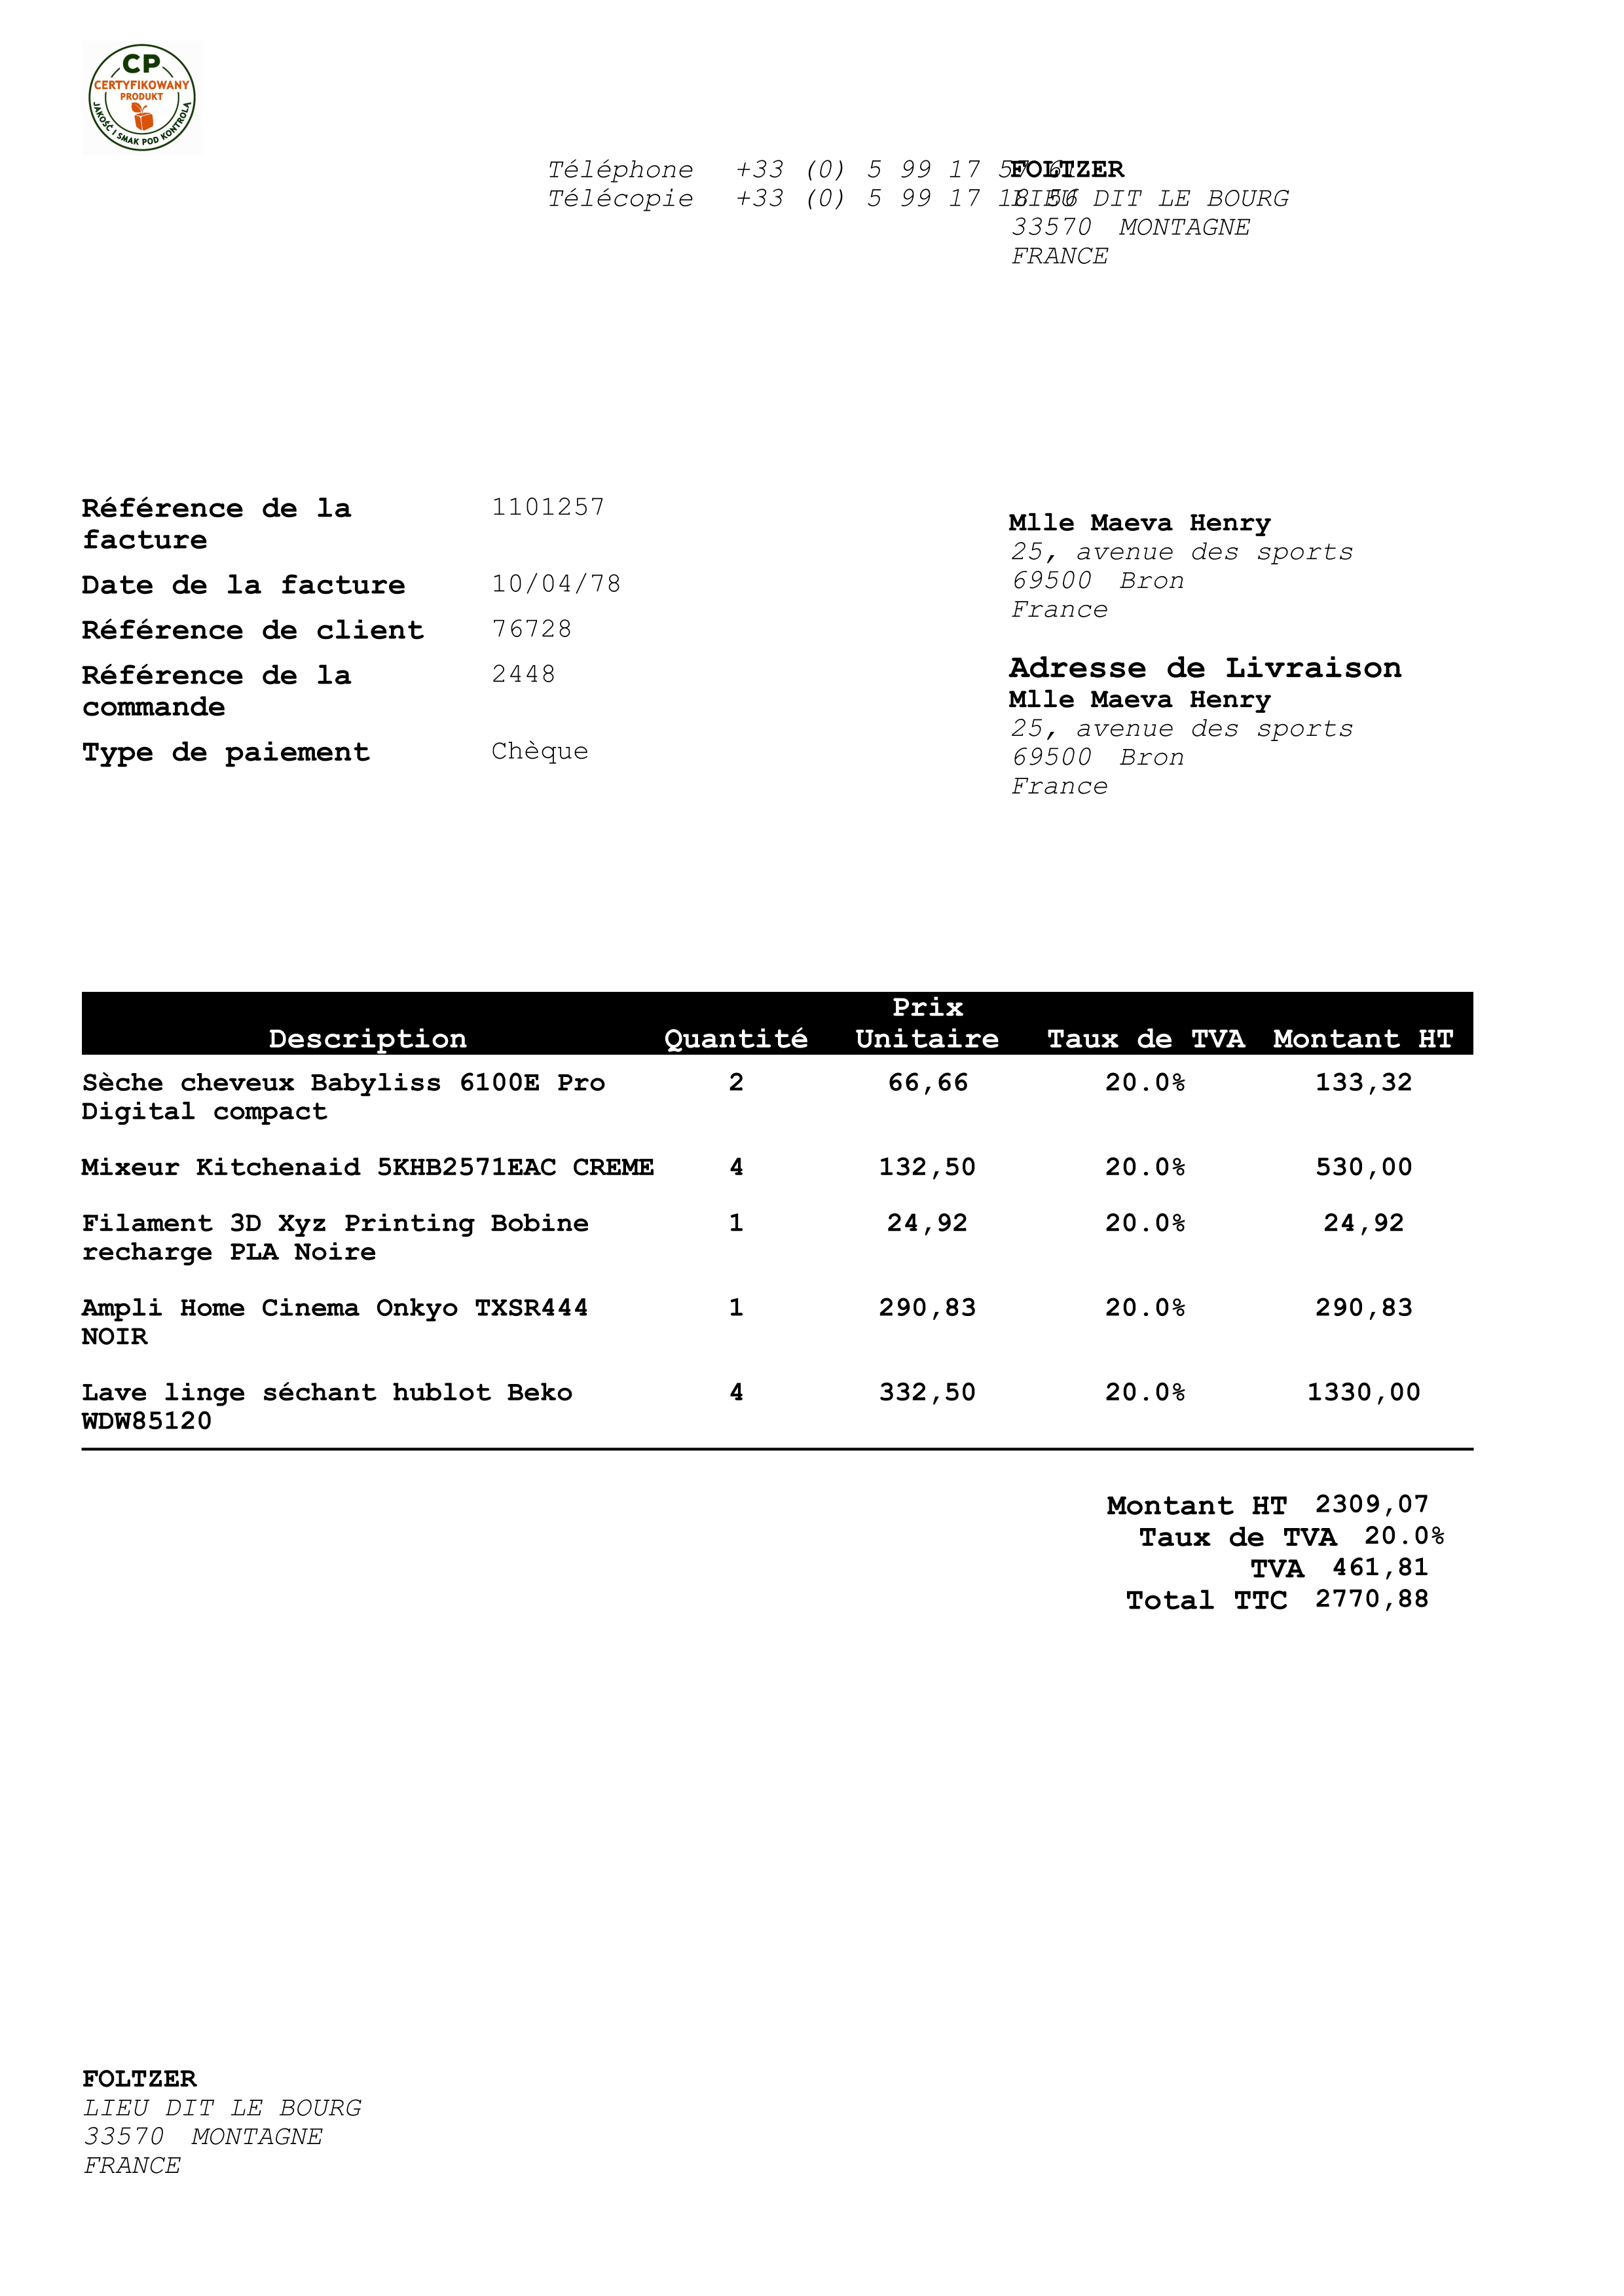 CP
CERTYFIKOWANY
PRODUKT
JAKOŚĆ I SMAK POD KONTROLĄ
Téléphone +33 (0) 5 99 17 57 61
Télécopie +33 (0) 5 99 17 18 56
FOLTZER
LIEU DIT LE BOURG
33570 MONTAGNE
FRANCE
Référence de la facture 1101257
Date de la facture 10/04/78
Référence de client 76728
Référence de la commande 2448
Type de paiement Chèque
Mlle Maeva Henry
25, avenue des sports
69500 Bron
France
Adresse de Livraison
Mlle Maeva Henry
25, avenue des sports
69500 Bron
France
Description Quantité Prix Unitaire Taux de TVA Montant HT
Sèche cheveux Babyliss 6100E Pro 2 66,66 20.0% 133,32
Digital compact
Mixeur Kitchenaid 5KHB2571EAC CREME 4 132,50 20.0% 530,00
Filament 3D Xyz Printing Bobine 1 24,92 20.0% 24,92
recharge PLA Noire
Ampli Home Cinema Onkyo TXSR444 1 290,83 20.0% 290,83
NOIR
Lave linge séchant hublot Beko 4 332,50 20.0% 1330,00
WDW85120
Montant HT 2309,07
Taux de TVA 20.0%
TVA 461,81
Total TTC 2770,88
FOLTZER
LIEU DIT LE BOURG
33570 MONTAGNE
FRANCE